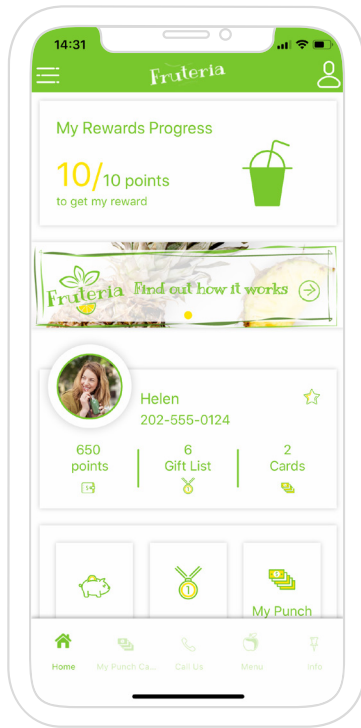 14:31
Fruteria
My Rewards Progress
10/10 points
to get my reward
Fruteria Find out how it works
Helen
202-555-0124
650 points
6 Gift List
2 Cards
1
My Punch
Home
My Punch Ca...
Call Us
Menu
Info